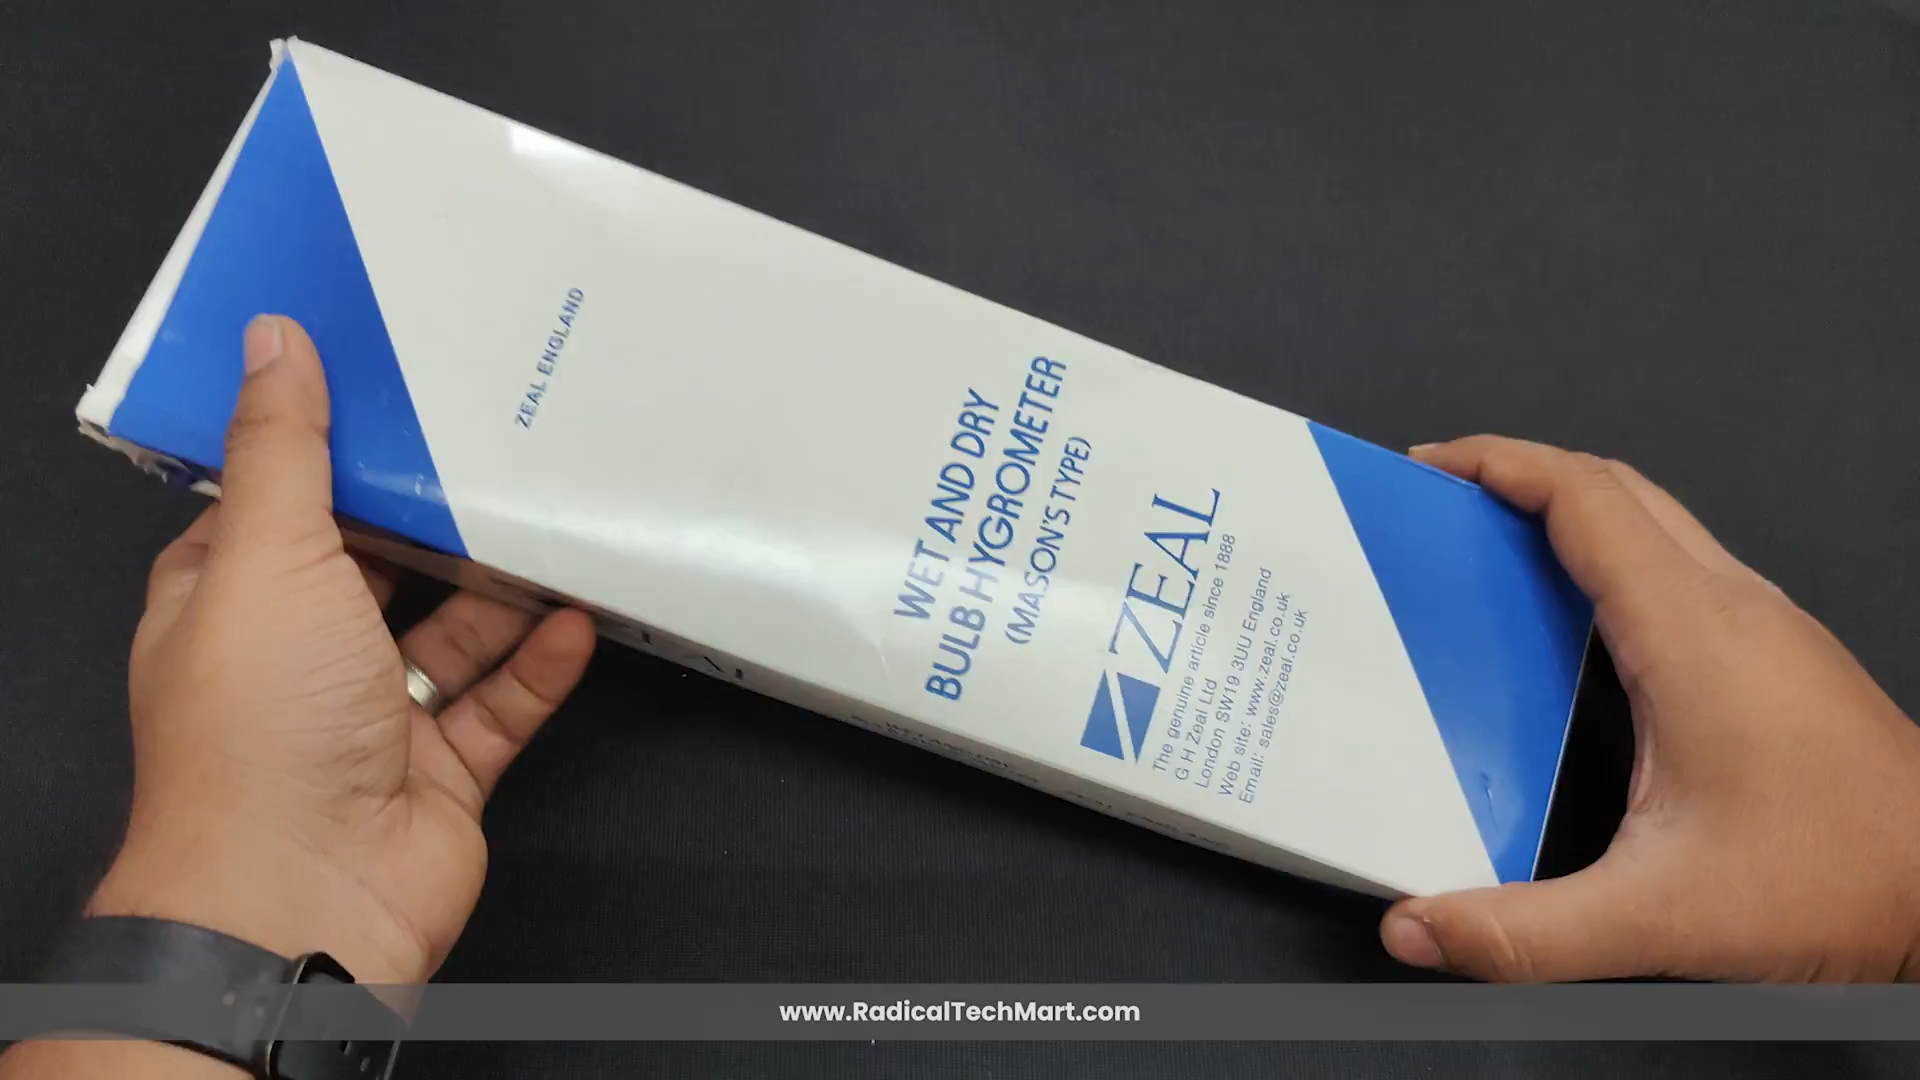 ZEAL ENGLAND
WET AND DRY
BULB HYGROMETER
(MASON'S TYPE)
ZEAL
The genuine article since 1888
G H Zeal Ltd
London SW19 3UU England
Web site: www.zeal.co.uk
Email: sales@zeal.co.uk
www.RadicalTechMart.com